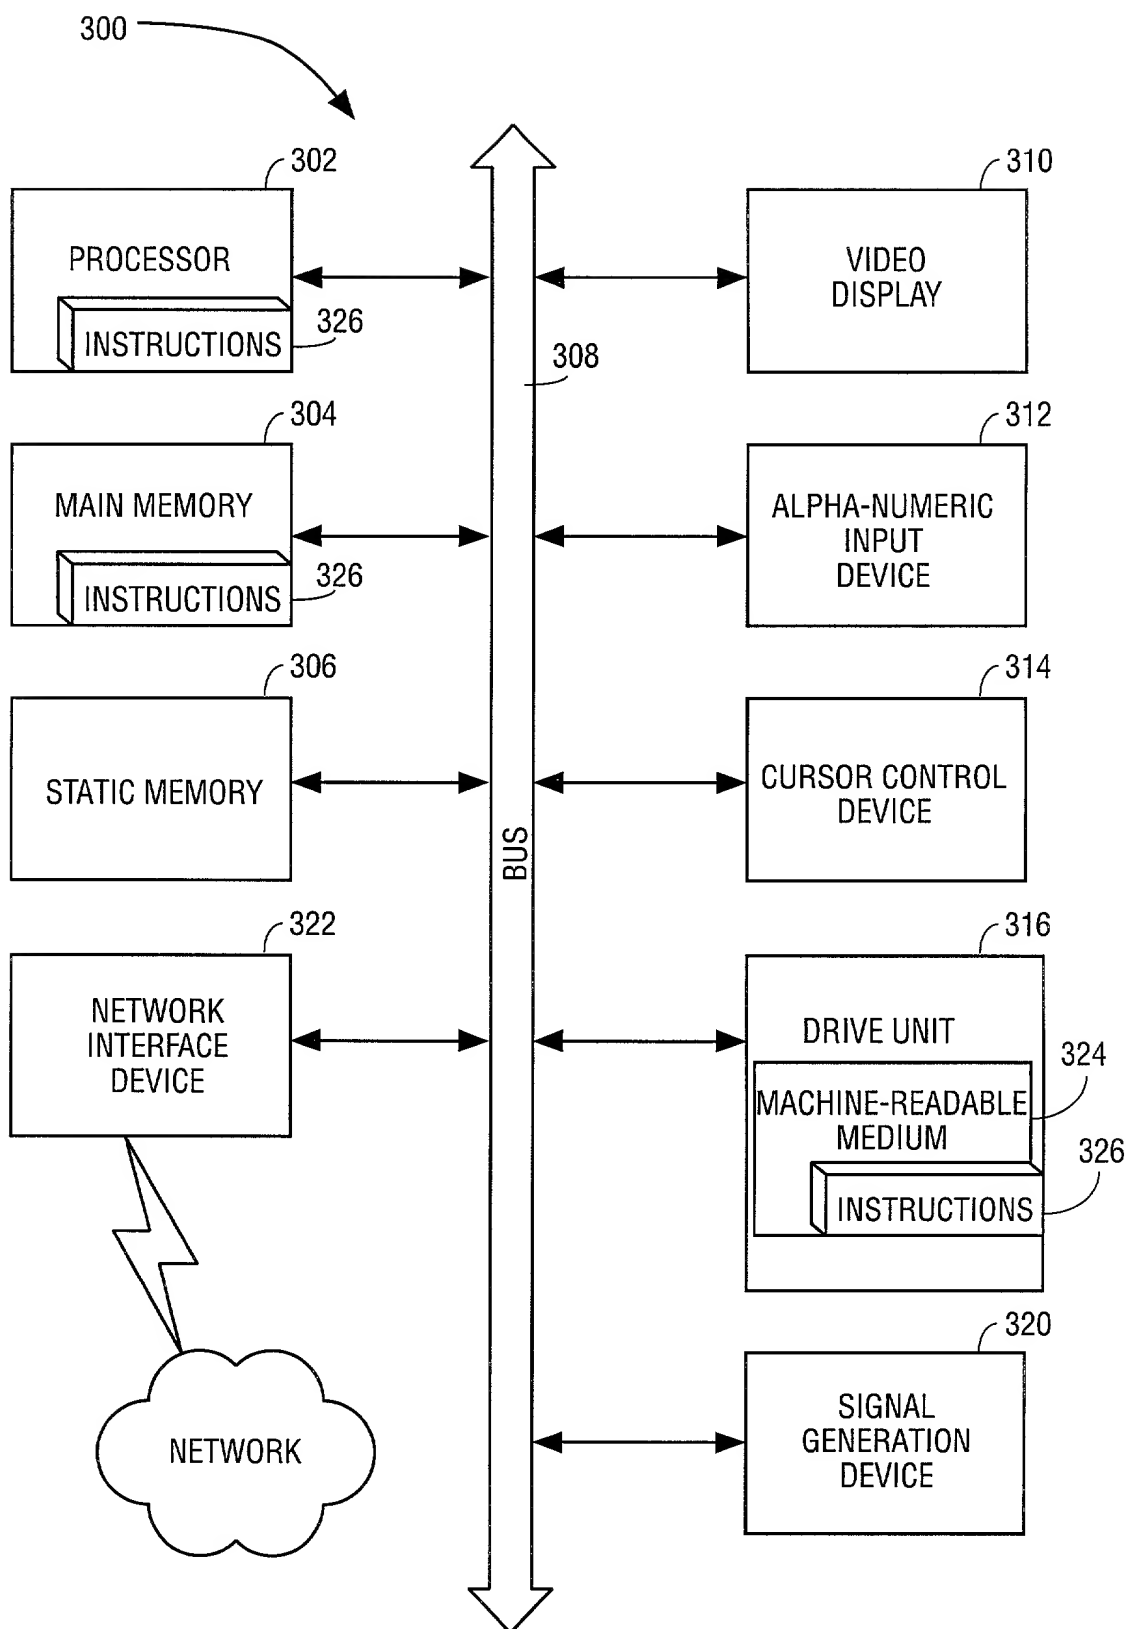 300
302
PROCESSOR
INSTRUCTIONS
326
304
MAIN MEMORY
INSTRUCTIONS
326
306
STATIC MEMORY
322
NETWORK
INTERFACE
DEVICE
NETWORK
308
BUS
310
VIDEO
DISPLAY
312
ALPHA-NUMERIC
INPUT
DEVICE
314
CURSOR CONTROL
DEVICE
316
DRIVE UNIT
324
MACHINE-READABLE
MEDIUM
326
INSTRUCTIONS
320
SIGNAL
GENERATION
DEVICE